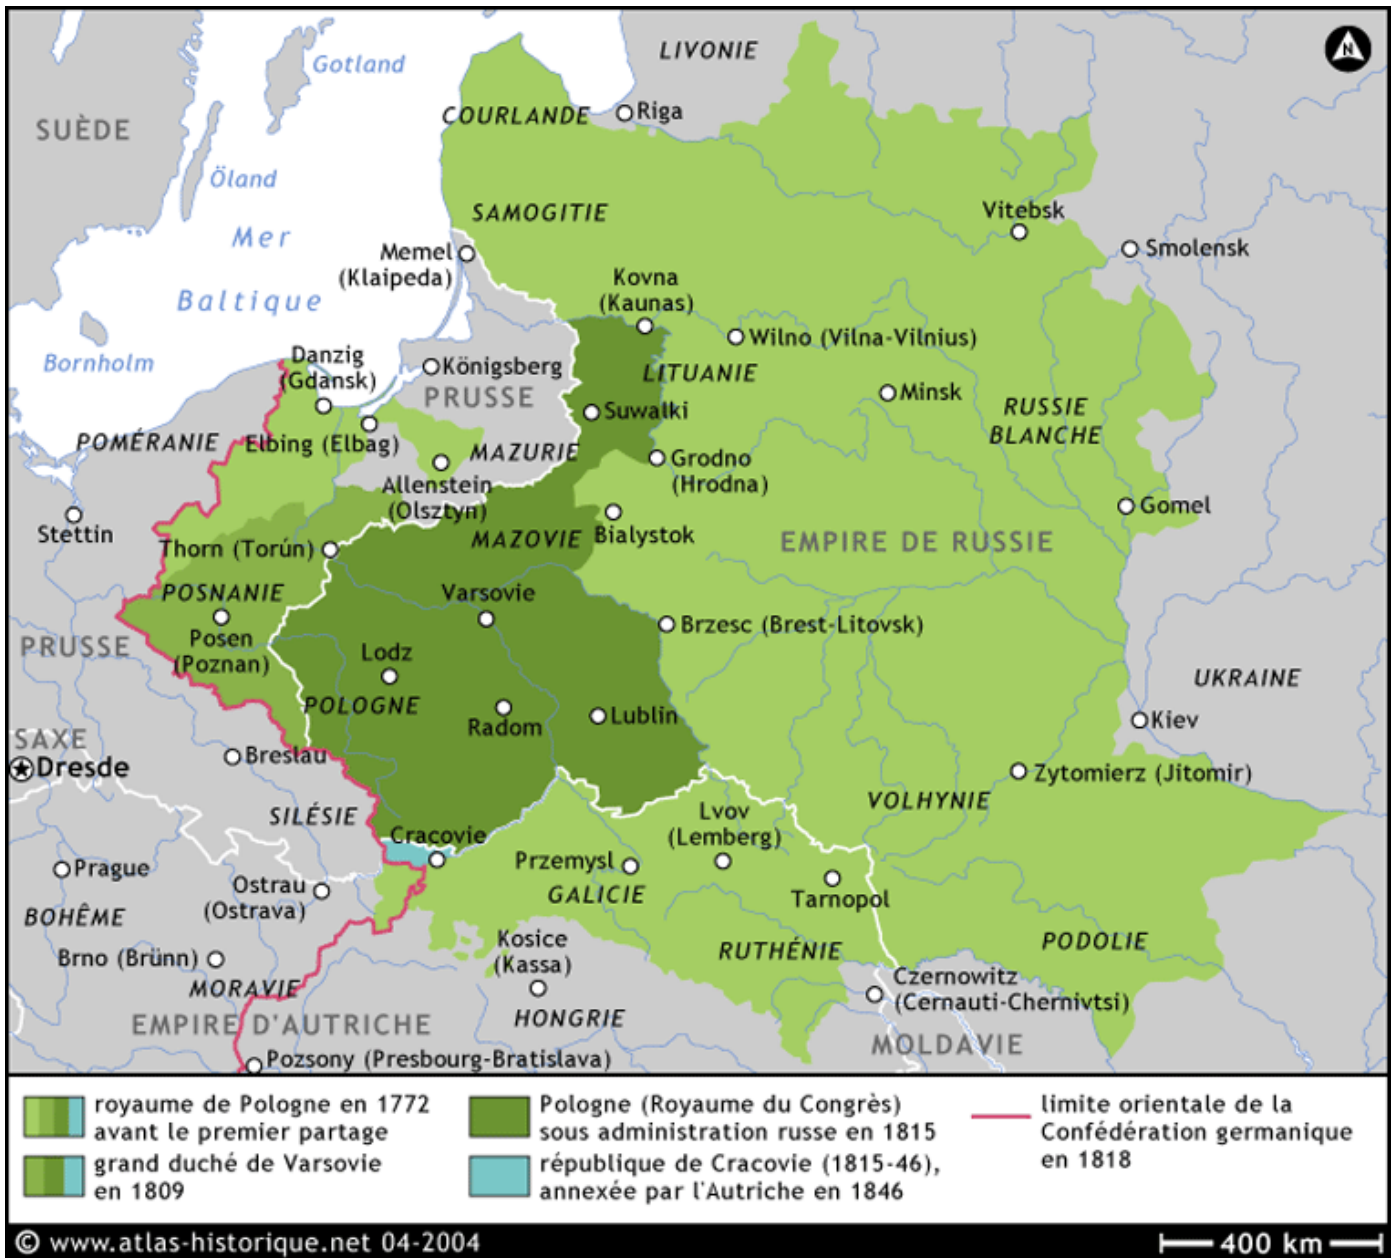 LIVONIE
N
Gotland
COURLANDE
Riga
SUÈDE
Öland
SAMOGITIE
Vitebsk
Mer
Baltique
Memel
(Klaipeda)
Smolensk
Kovna
(Kaunas)
Wilno (Vilna-Vilnius)
Bornholm
Danzig
(Gdansk)
Königsberg
PRUSSE
LITUANIE
Minsk
Suwalki
RUSSIE
BLANCHE
POMÉRANIE
Elbing (Elbag)
MAZURIE
Grodno
(Hrodna)
Allenstein
(Olsztyn)
Gomel
Stettin
Thorn (Torún)
MAZOVIE
Bialystok
EMPIRE DE RUSSIE
POSNANIE
Varsovie
Posen
(Poznan)
Brzesc (Brest-Litovsk)
PRUSSE
Lodz
UKRAINE
POLOGNE
Radom
Lublin
Kiev
SAXE
Dresde
Breslau
Zytomierz (Jitomir)
SILÉSIE
VOLHYNIE
Lvov
(Lemberg)
Cracovie
Prague
Przemysl
Ostrau
(Ostrava)
GALICIE
Tarnopol
BOHÊME
Kosice
(Kassa)
RUTHÉNIE
PODOLIE
Brno (Brünn)
MORAVIE
Czernowitz
(Cernauti-Chernivtsi)
EMPIRE D'AUTRICHE
HONGRIE
MOLDAVIE
Pozsony (Presbourg-Bratislava)
royaume de Pologne en 1772
avant le premier partage
grand duché de Varsovie
en 1809
Pologne (Royaume du Congrès)
sous administration russe en 1815
république de Cracovie (1815-46),
annexée par l'Autriche en 1846
limite orientale de la
Confédération germanique
en 1818
© www.atlas-historique.net 04-2004
400 km